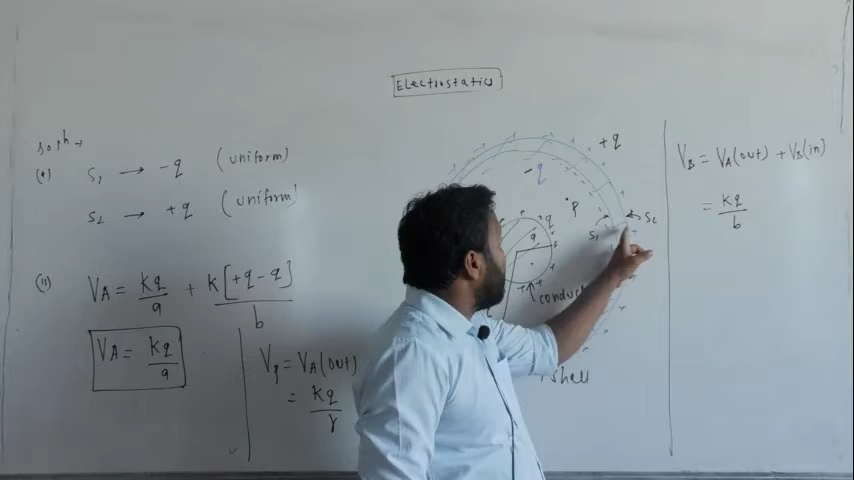 Electrostatics
Soln →
(i) S₁ → -q (uniform)
S₂ → +q (uniform)
(ii) VA = Kq/a + K[+q-q]/b
VA = Kq/a
Vp = VA(out)
= Kq/r
+q
-q
P
q
a
S₁
S₂
conduc
shell
VB = VA(out) + VB(in)
= Kq/b